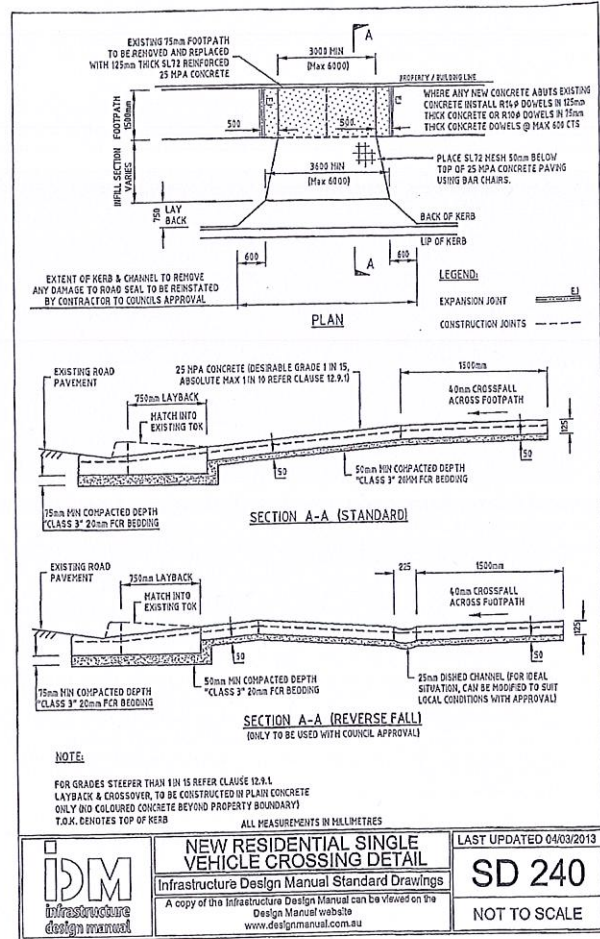 EXISTING 75mm FOOTPATH
TO BE REMOVED AND REPLACED
WITH 125mm THICK SL72 REINFORCED
25 MPA CONCRETE
3000 MIN
(Max 6000)
A
PROPERTY / BUILDING LINE
FOOTPATH
1500mm
EJ
EJ
500
500
WHERE ANY NEW CONCRETE ABUTS EXISTING
CONCRETE INSTALL R14φ DOWELS IN 125mm
THICK CONCRETE OR R10φ DOWELS IN 75mm
THICK CONCRETE DOWELS @ MAX 600 CTS
INFILL SECTION
VARIES
3600 MIN
(Max 6000)
PLACE SL72 MESH 50mm BELOW
TOP OF 25 MPA CONCRETE PAVING
USING BAR CHAIRS.
750
LAY
BACK
BACK OF KERB
LIP OF KERB
600
600
A
EXTENT OF KERB & CHANNEL TO REMOVE
ANY DAMAGE TO ROAD SEAL TO BE REINSTATED
BY CONTRACTOR TO COUNCILS APPROVAL
PLAN
LEGEND:
EXPANSION JOINT
EJ
CONSTRUCTION JOINTS
EXISTING ROAD
PAVEMENT
25 MPA CONCRETE (DESIRABLE GRADE 1 IN 15,
ABSOLUTE MAX 1 IN 10 REFER CLAUSE 12.9.1)
1500mm
750mm LAYBACK
MATCH INTO
EXISTING TOK
40mm CROSSFALL
ACROSS FOOTPATH
125
50
50
75mm MIN COMPACTED DEPTH
"CLASS 3" 20mm FCR BEDDING
50mm MIN COMPACTED DEPTH
"CLASS 3" 20MM FCR BEDDING
SECTION A-A (STANDARD)
EXISTING ROAD
PAVEMENT
750mm LAYBACK
MATCH INTO
EXISTING TOK
225
1500mm
40mm CROSSFALL
ACROSS FOOTPATH
125
50
50
75mm MIN COMPACTED DEPTH
"CLASS 3" 20mm FCR BEDDING
50mm MIN COMPACTED DEPTH
"CLASS 3" 20mm FCR BEDDING
25mm DISHED CHANNEL (FOR IDEAL
SITUATION, CAN BE MODIFIED TO SUIT
LOCAL CONDITIONS WITH APPROVAL)
SECTION A-A (REVERSE FALL)
(ONLY TO BE USED WITH COUNCIL APPROVAL)
NOTE:
FOR GRADES STEEPER THAN 1 IN 15 REFER CLAUSE 12.9.1.
LAYBACK & CROSSOVER, TO BE CONSTRUCTED IN PLAIN CONCRETE
ONLY (NO COLOURED CONCRETE BEYOND PROPERTY BOUNDARY)
T.O.K. DENOTES TOP OF KERB
ALL MEASUREMENTS IN MILLIMETRES
iDM
infrastructure
design manual
NEW RESIDENTIAL SINGLE
VEHICLE CROSSING DETAIL
Infrastructure Design Manual Standard Drawings
A copy of the Infrastructure Design Manual can be viewed on the
Design Manual website
www.designmanual.com.au
LAST UPDATED 04/03/2013
SD 240
NOT TO SCALE